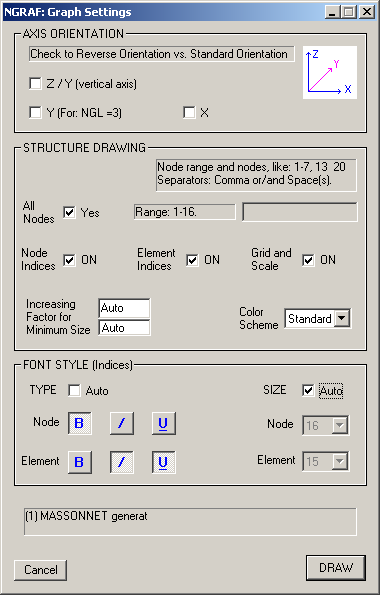 NGRAF: Graph Settings
AXIS ORIENTATION
Check to Reverse Orientation vs. Standard Orientation
Z
Y
X
Z / Y (vertical axis)
Y (For: NGL =3)
X
STRUCTURE DRAWING
Node range and nodes, like: 1-7, 13 20
Separators: Comma or/and Space(s).
All
Nodes
Yes
Range: 1-16.
Node
Indices
ON
Element
Indices
ON
Grid and
Scale
ON
Increasing
Factor for
Minimum Size
Auto
Auto
Color
Scheme
Standard
FONT STYLE (Indices)
TYPE
Auto
SIZE
Auto
Node
B
I
U
Node
16
Element
B
I
U
Element
15
(1) MASSONNET generat
Cancel
DRAW